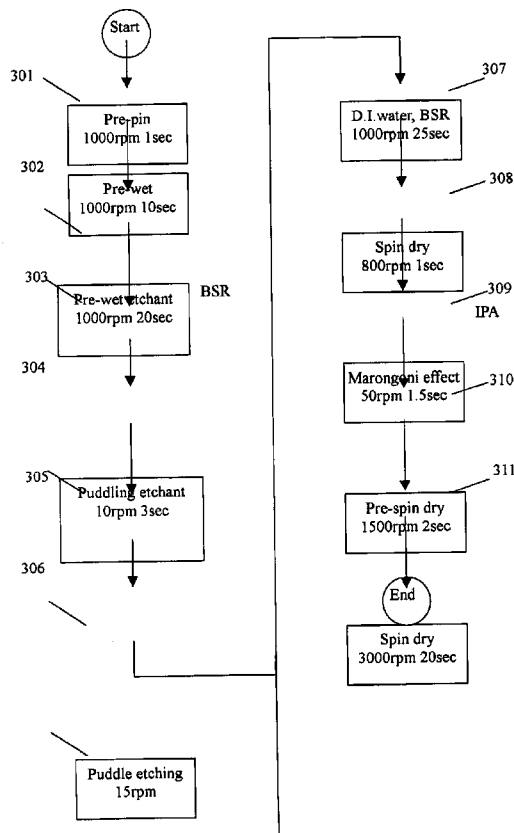 Start
301
Pre-pin
1000rpm 1sec
302
Pre-wet
1000rpm 10sec
303
Pre-wet etchant
1000rpm 20sec
BSR
304
305
Puddling etchant
10rpm 3sec
306
Puddle etching
15rpm
307
D.I.water, BSR
1000rpm 25sec
308
Spin dry
800rpm 1sec
309
IPA
Marongoni effect
50rpm 1.5sec
310
311
Pre-spin dry
1500rpm 2sec
End
Spin dry
3000rpm 20sec